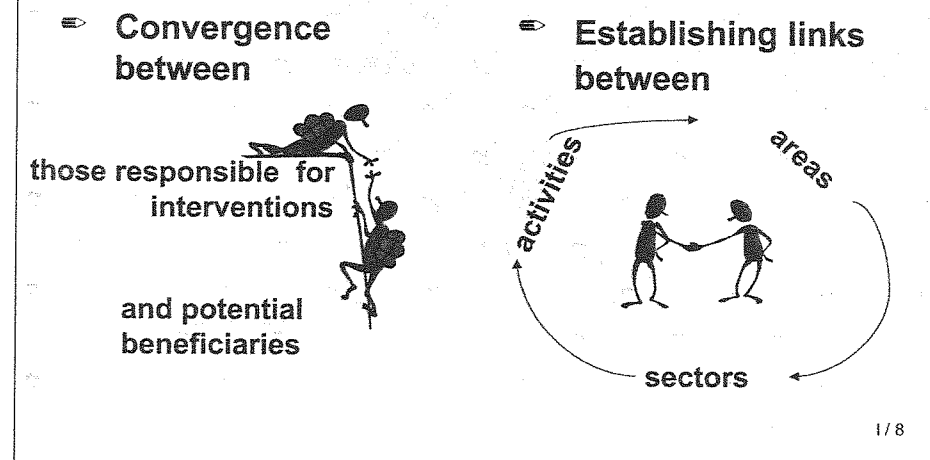 Convergence
between
those responsible for
interventions
and potential
beneficiaries
Establishing links
between
activities
areas
sectors
1 / 8